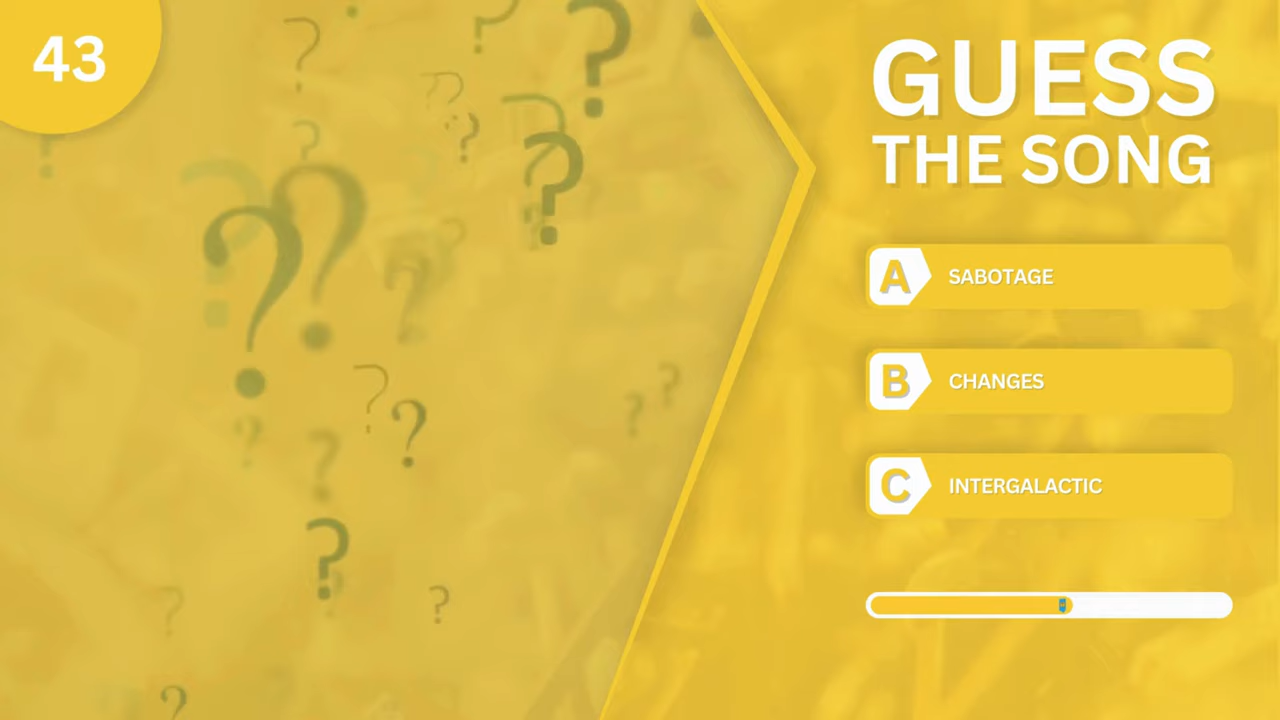 43
GUESS
THE SONG
A SABOTAGE
B CHANGES
C INTERGALACTIC